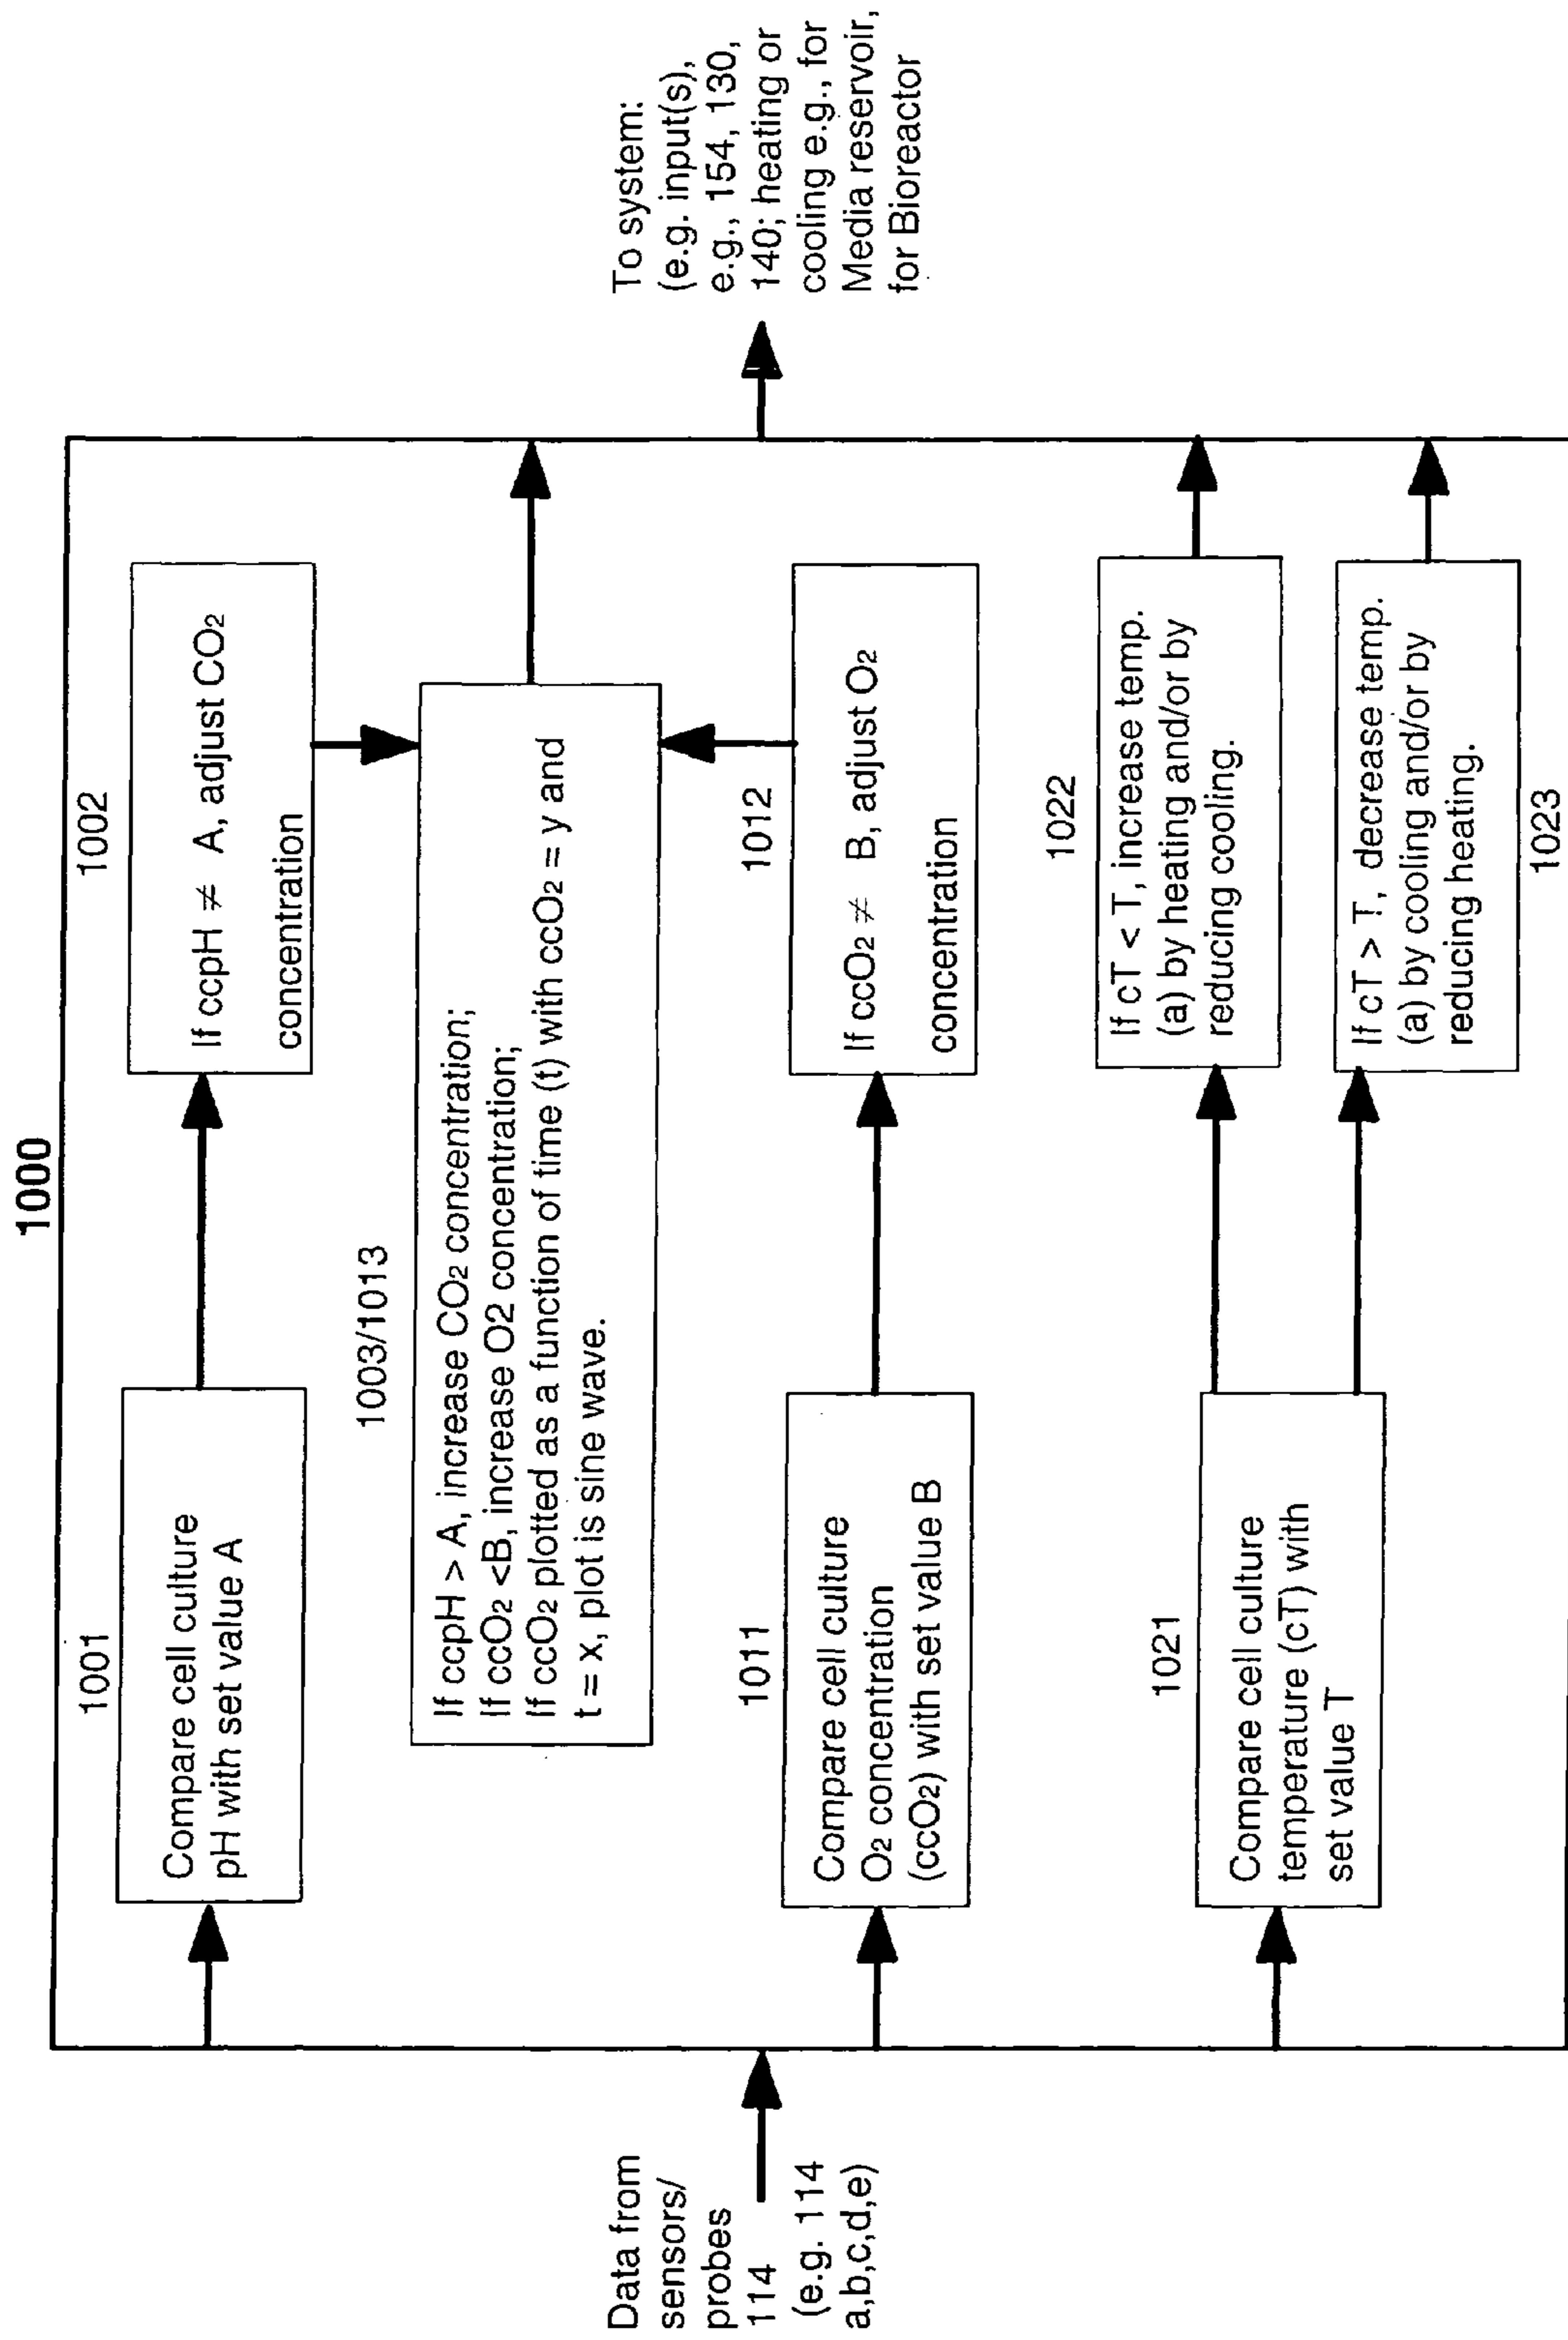 1000
Data from
sensors/
probes
114
(e.g. 114
a,b,c,d,e)
1001
Compare cell culture
pH with set value A
1002
If ccpH ≠ A, adjust CO2
concentration
1003/1013
If ccpH > A, increase CO2 concentration;
If ccO2 <B, increase O2 concentration;
If ccO2 plotted as a function of time (t) with ccO2 = y and
t = x, plot is sine wave.
1011
Compare cell culture
O2 concentration
(ccO2) with set value B
1012
If ccO2 ≠ B, adjust O2
concentration
1021
Compare cell culture
temperature (cT) with
set value T
1022
If cT < T, increase temp.
(a) by heating and/or by
reducing cooling.
If cT > T, decrease temp.
(a) by cooling and/or by
reducing heating.
1023
To system:
(e.g. input(s),
e.g., 154, 130,
140; heating or
cooling e.g., for
Media reservoir,
for Bioreactor